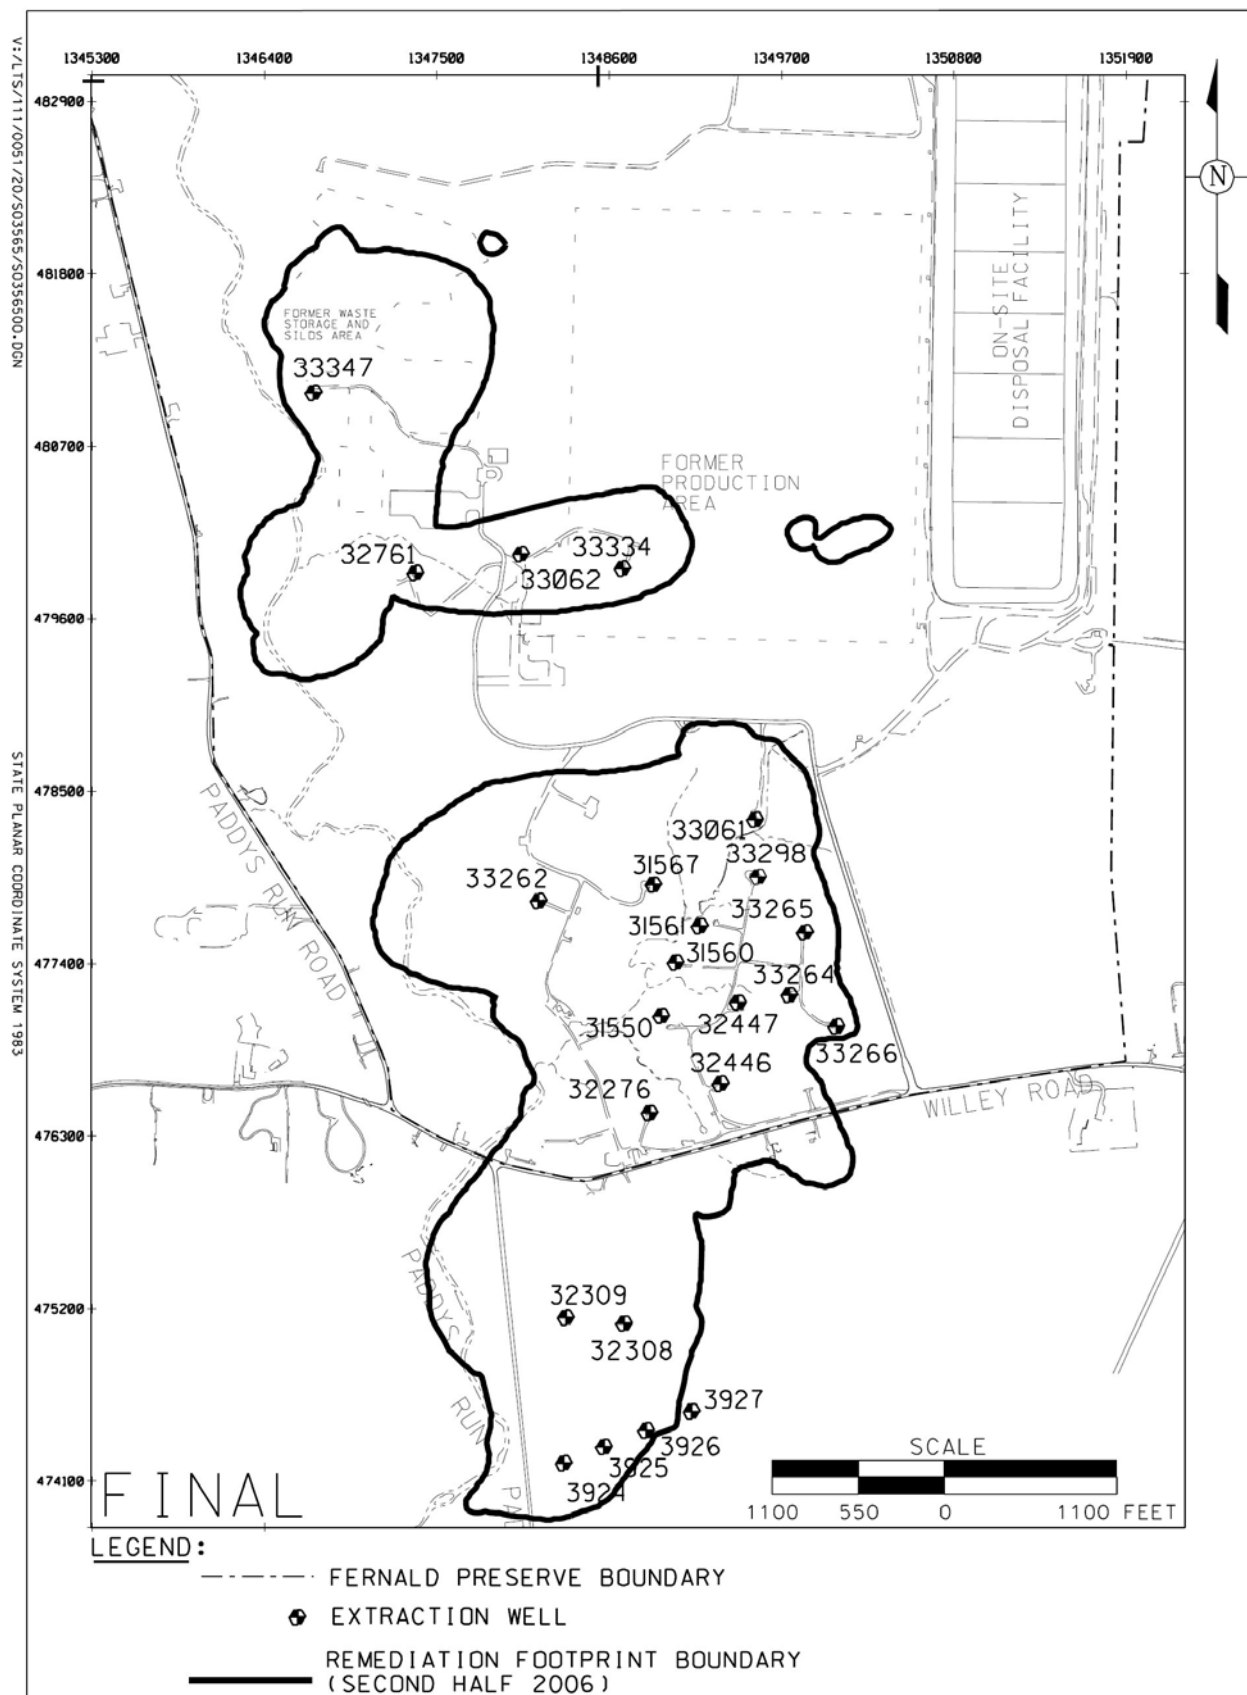 1345300 1346400 1347500 1348600 1349700 1350800 1351900
482900
481800
480700
479600
478500
477400
476300
475200
474100
V:/LTS/111/0051/20/S03565/S0356500.DGN
STATE PLANAR COORDINATE SYSTEM 1983
N
ON-SITE
DISPOSAL FACILITY
FORMER WASTE
STORAGE AND
SILOS AREA
33347
FORMER
PRODUCTION
AREA
32761
33334
33062
PADDYS RUN ROAD
33061
33298
31567
33262
33265
31561
31560
33264
31550
32447
33266
32446
32276
WILLEY ROAD
PADDYS RUN
32309
32308
3927
3926
3925
3924
PA
FINAL
SCALE
1100 550 0 1100 FEET
LEGEND:
FERNALD PRESERVE BOUNDARY
EXTRACTION WELL
REMEDIATION FOOTPRINT BOUNDARY
(SECOND HALF 2006)